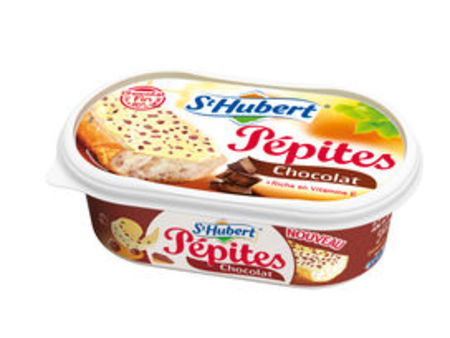 St Hubert
Pépites
Chocolat
Riche en Vitamine E
St Hubert
Pépites
Chocolat
NOUVEAU